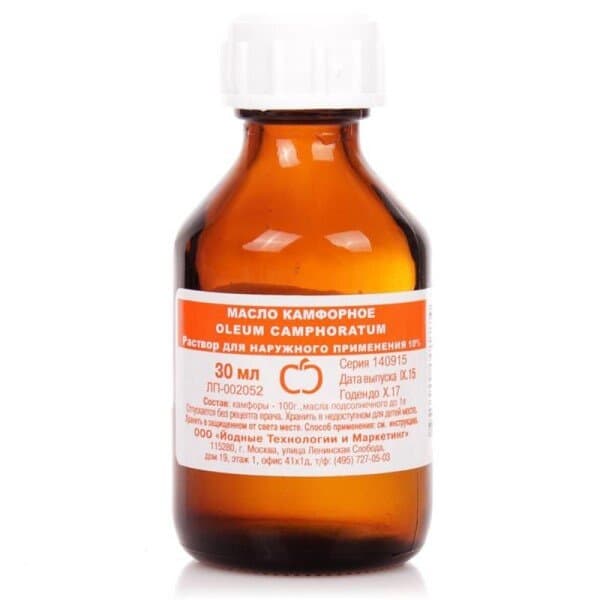 МАСЛО КАМФОРНОЕ
OLEUM CAMPHORATUM
Раствор ДЛЯ НАРУЖНОГО ПРИМЕНЕНИЯ 10%
30 мл
ЛП-002052
Серия 140915
Дата выпуска IX.15
Годендо X.17
Состав: камфоры - 100г., масла подсолнечного до 1л
Отпускается без рецепта врача. Хранить в недоступном для детей месте.
Хранить в защищенном от света месте. Способ применения: см. инструкцию.
ООО «Йодные Технологии и Маркетинг»
115280, г. Москва, улица Ленинская Слобода,
дом 19, этаж 1, офис 41х1д, т/ф: (495) 727-05-03